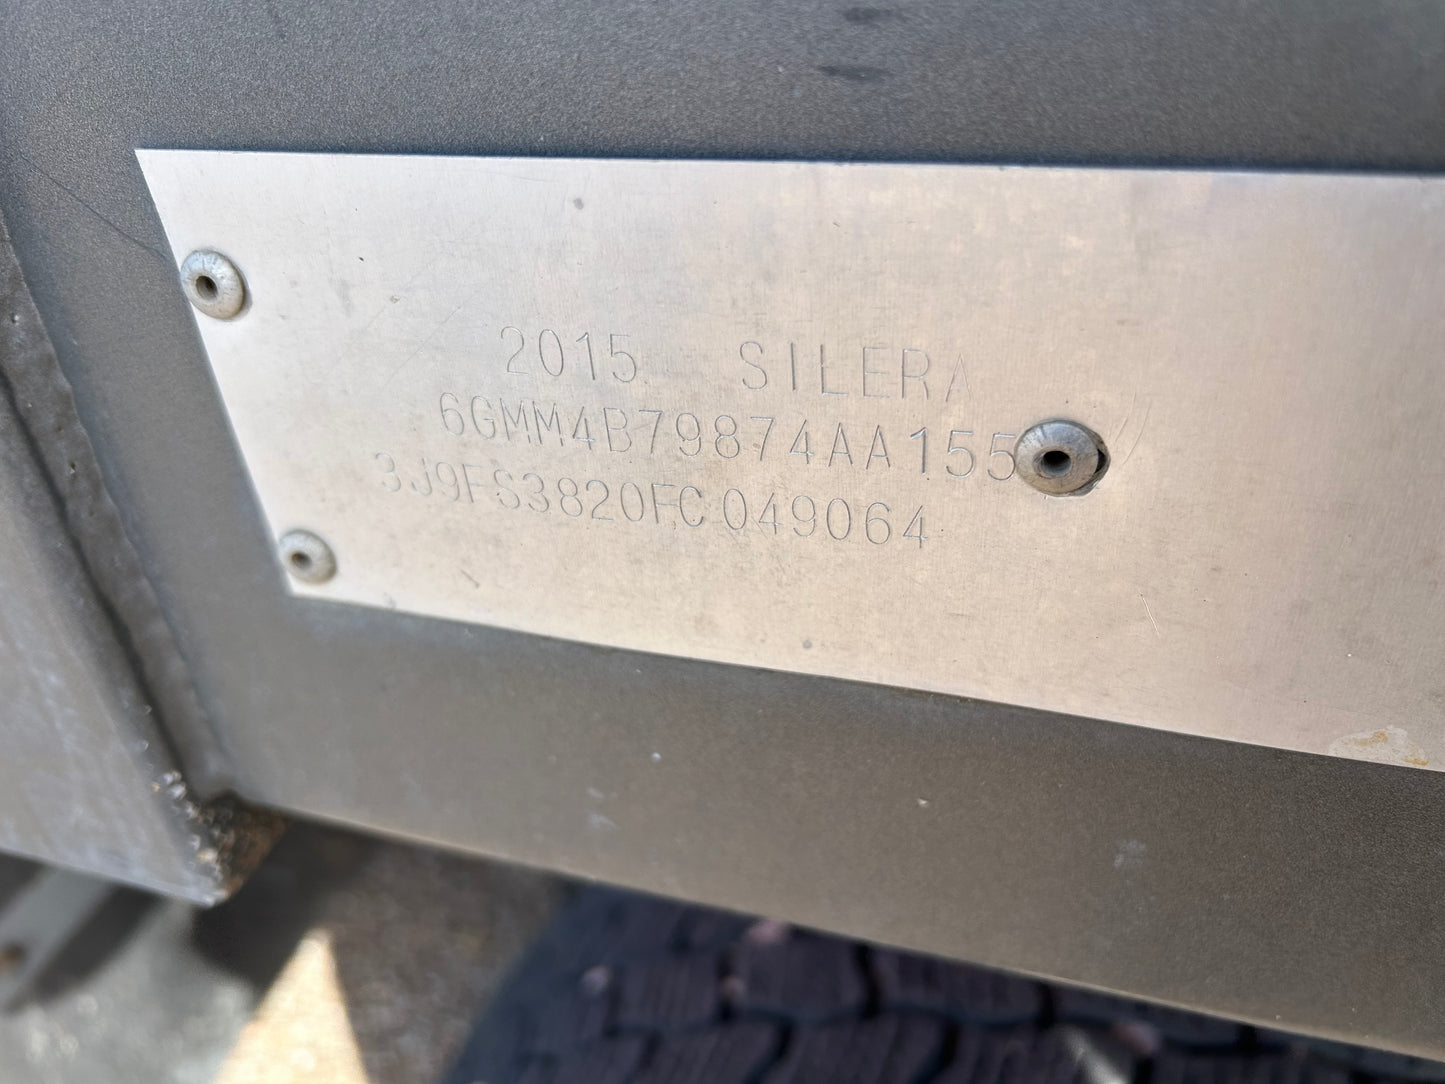 2015 SILERA
6GMM4B79874AA155
3J9FS3820FC049064